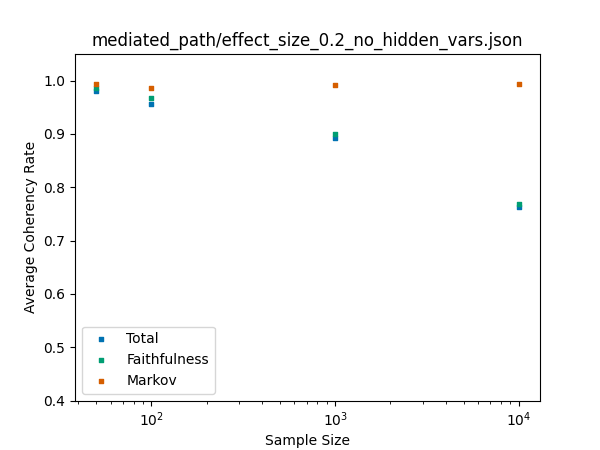 mediated_path/effect_size_0.2_no_hidden_vars.json
Average Coherency Rate
1.0
0.9
0.8
0.7
0.6
0.5
0.4
Total
Faithfulness
Markov
10²
10³
10⁴
Sample Size